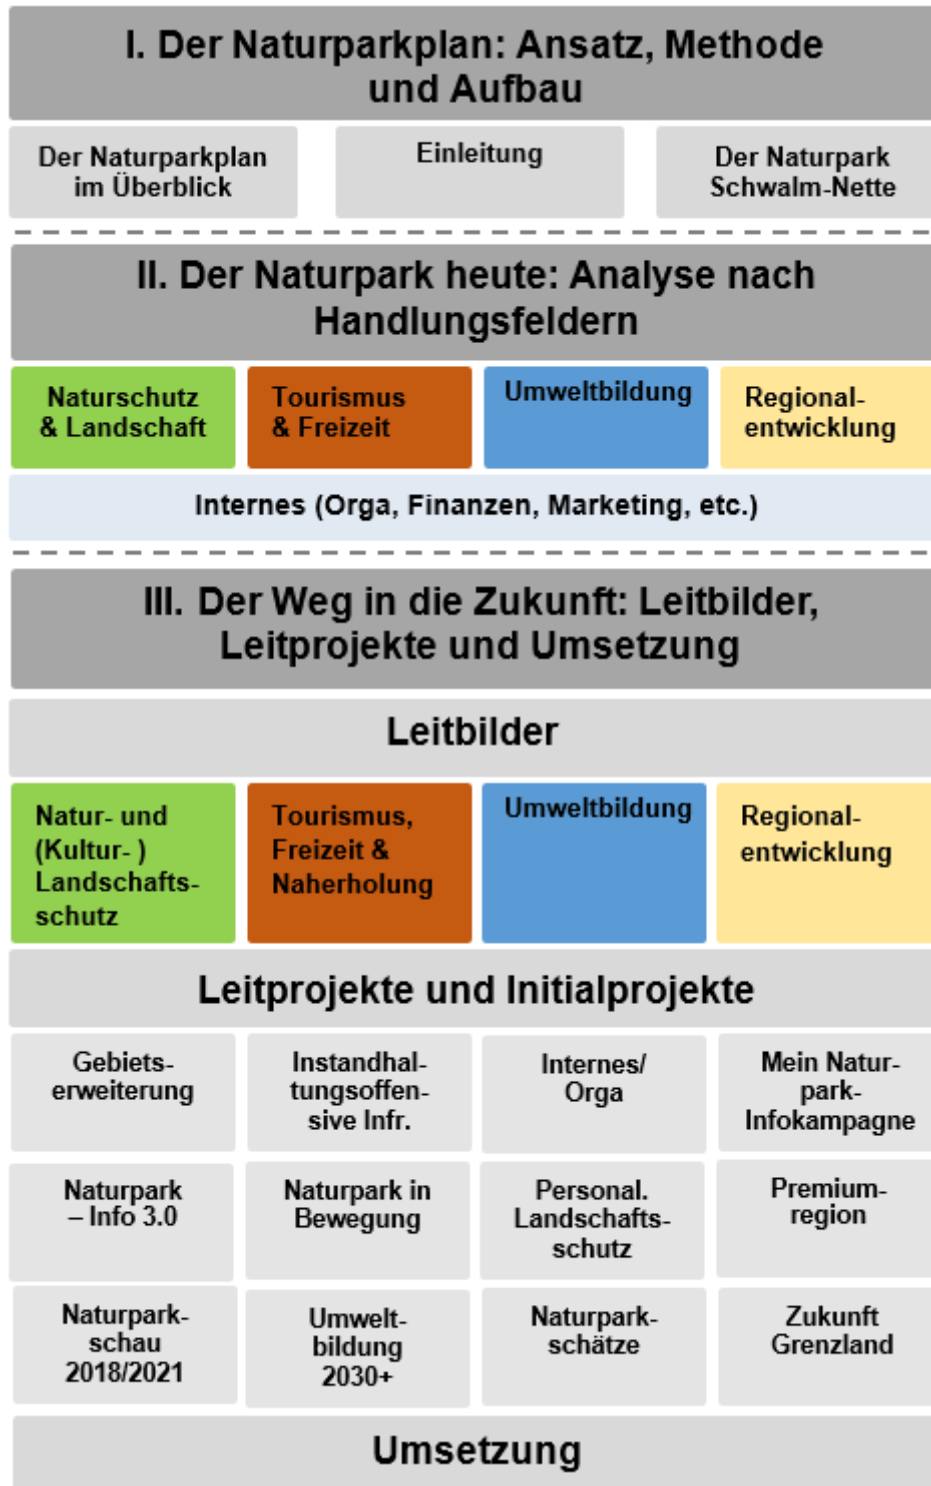 I. Der Naturparkplan: Ansatz, Methode
und Aufbau
Der Naturparkplan
im Überblick
Einleitung
Der Naturpark
Schwalm-Nette
II. Der Naturpark heute: Analyse nach
Handlungsfeldern
Naturschutz
& Landschaft
Tourismus
& Freizeit
Umweltbildung
Regional-
entwicklung
Internes (Orga, Finanzen, Marketing, etc.)
III. Der Weg in die Zukunft: Leitbilder,
Leitprojekte und Umsetzung
Leitbilder
Natur- und
(Kultur- )
Landschafts-
schutz
Tourismus,
Freizeit &
Naherholung
Umweltbildung
Regional-
entwicklung
Leitprojekte und Initialprojekte
Gebiets-
erweiterung
Instandhal-
tungsoffen-
sive Infr.
Internes/
Orga
Mein Natur-
park-
Infokampagne
Naturpark
– Info 3.0
Naturpark in
Bewegung
Personal.
Landschafts-
schutz
Premium-
region
Naturpark-
schau
2018/2021
Umwelt-
bildung
2030+
Naturpark-
schätze
Zukunft
Grenzland
Umsetzung